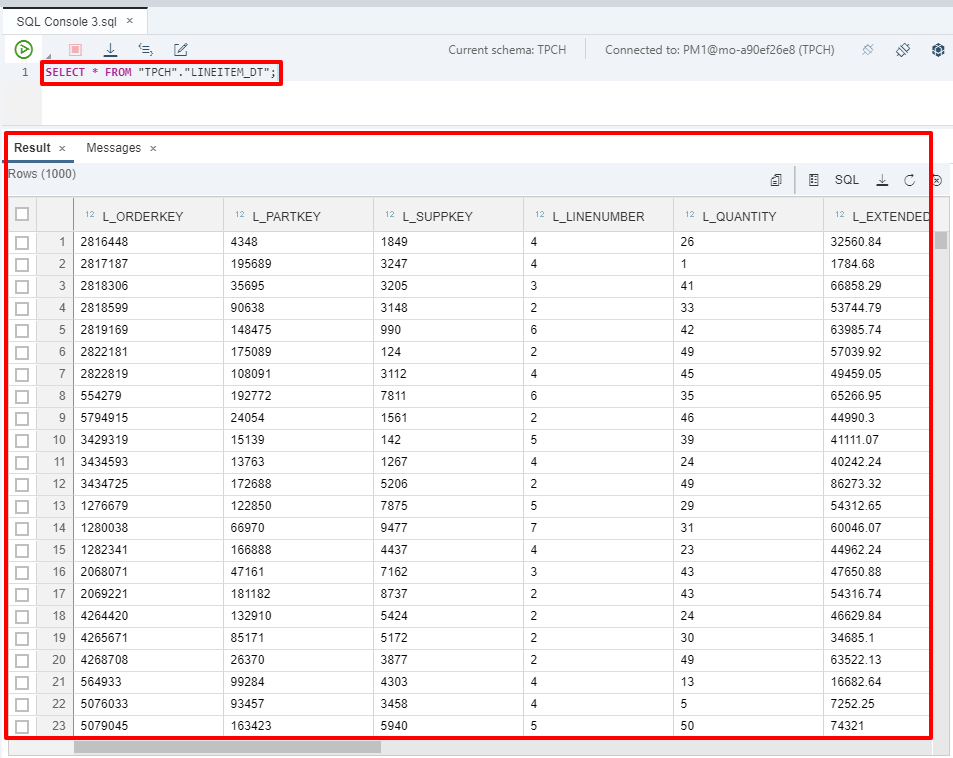 SQL Console 3.sql ×
Current schema: TPCH Connected to: PM1@mo-a90ef26e8 (TPCH)
1 SELECT * FROM "TPCH"."LINEITEM_DT";
Result × Messages ×
Rows (1000) SQL
12 L_ORDERKEY 12 L_PARTKEY 12 L_SUPPKEY 12 L_LINENUMBER 12 L_QUANTITY 12 L_EXTENDED
1 2816448 4348 1849 4 26 32560.84
2 2817187 195689 3247 4 1 1784.68
3 2818306 35695 3205 3 41 66858.29
4 2818599 90638 3148 2 33 53744.79
5 2819169 148475 990 6 42 63985.74
6 2822181 175089 124 2 49 57039.92
7 2822819 108091 3112 4 45 49459.05
8 554279 192772 7811 6 35 65266.95
9 5794915 24054 1561 2 46 44990.3
10 3429319 15139 142 5 39 41111.07
11 3434593 13763 1267 4 24 40242.24
12 3434725 172688 5206 2 49 86273.32
13 1276679 122850 7875 5 29 54312.65
14 1280038 66970 9477 7 31 60046.07
15 1282341 166888 4437 4 23 44962.24
16 2068071 47161 7162 3 43 47650.88
17 2069221 181182 8737 2 43 54316.74
18 4264420 132910 5424 2 24 46629.84
19 4265671 85171 5172 2 30 34685.1
20 4268708 26370 3877 2 49 63522.13
21 564933 99284 4303 4 13 16682.64
22 5076033 93457 3458 4 5 7252.25
23 5079045 163423 5940 5 50 74321